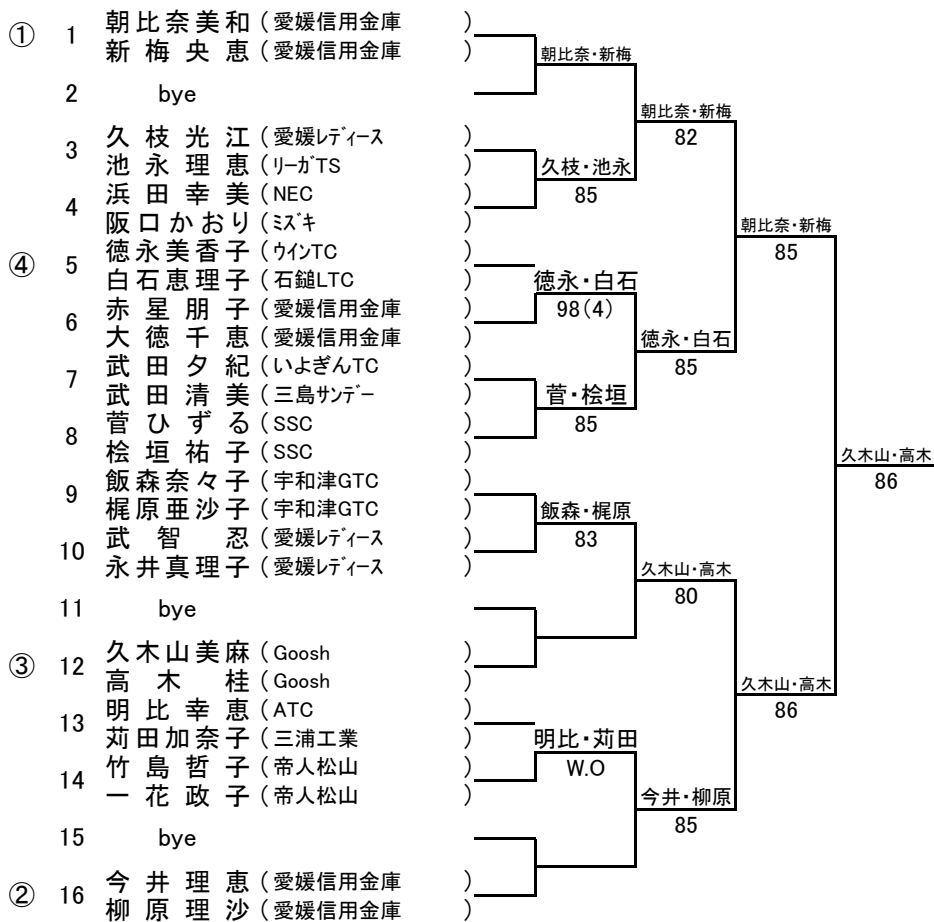 ① 1 朝比奈美和 (愛媛信用金庫 )
新梅央恵 (愛媛信用金庫 )
朝比奈・新梅
2 bye
朝比奈・新梅
82
3 久枝光江 (愛媛レディース )
池永理恵 (リーガTS )
久枝・池永
85
4 浜田幸美 (NEC )
阪口かおり (ミズキ )
朝比奈・新梅
85
④ 5 徳永美香子 (ウインTC )
白石恵理子 (石鎚LTC )
徳永・白石
98(4)
6 赤星朋子 (愛媛信用金庫 )
大徳千恵 (愛媛信用金庫 )
徳永・白石
85
7 武田夕紀 (いよぎんTC )
武田清美 (三島サンデー )
菅・桧垣
85
8 菅ひずる (SSC )
桧垣祐子 (SSC )
久木山・高木
86
9 飯森奈々子 (宇和津GTC )
梶原亜沙子 (宇和津GTC )
飯森・梶原
83
10 武智忍 (愛媛レディース )
永井真理子 (愛媛レディース )
久木山・高木
80
11 bye
③ 12 久木山美麻 (Goosh )
高木桂 (Goosh )
久木山・高木
86
13 明比幸恵 (ATC )
苅田加奈子 (三浦工業 )
明比・苅田
W.O
14 竹島哲子 (帝人松山 )
一花政子 (帝人松山 )
今井・柳原
85
15 bye
② 16 今井理恵 (愛媛信用金庫 )
柳原理沙 (愛媛信用金庫 )